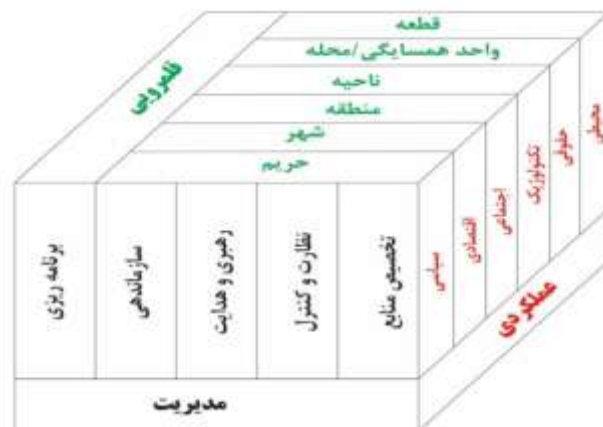 قطعه
واحد همسایگی/محله
ناحیه
منطقه
شهر
حریم
قلمرویی
محیطی
حقوقی
تکنولوژیک
اجتماعی
اقتصادی
سیاسی
عملکردی
تخصیص منابع
نظارت و کنترل
رهبری و هدایت
سازماندهی
برنامه ریزی
مدیریت